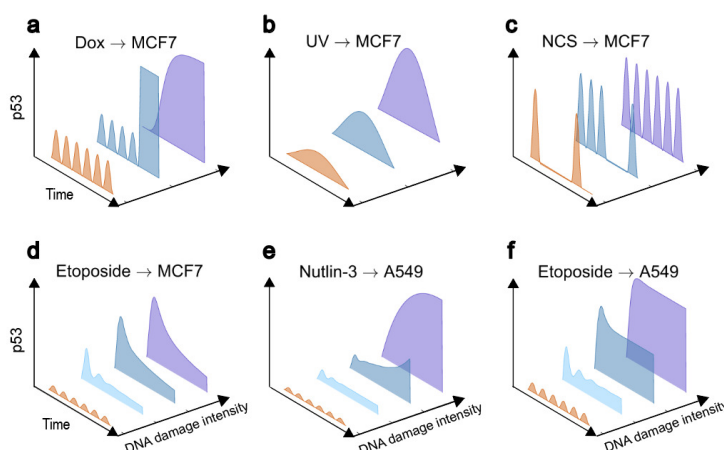 a
Dox → MCF7
b
UV → MCF7
c
NCS → MCF7
p53
Time
d
Etoposide → MCF7
e
Nutlin-3 → A549
f
Etoposide → A549
p53
Time
DNA damage intensity
DNA damage intensity
DNA damage intensity